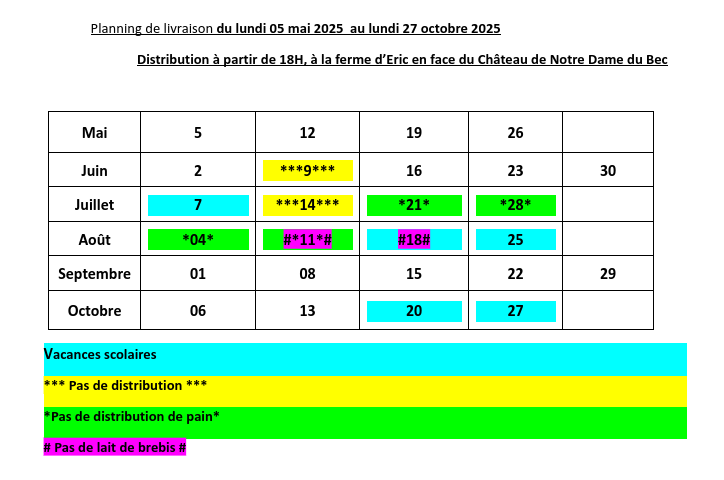 Planning de livraison du lundi 05 mai 2025 au lundi 27 octobre 2025
Distribution à partir de 18H, à la ferme d’Eric en face du Château de Notre Dame du Bec
Mai 5 12 19 26
Juin 2 ***9*** 16 23 30
Juillet 7 ***14*** *21* *28*
Août *04* #*11*# #18# 25
Septembre 01 08 15 22 29
Octobre 06 13 20 27
Vacances scolaires
*** Pas de distribution ***
*Pas de distribution de pain*
# Pas de lait de brebis #